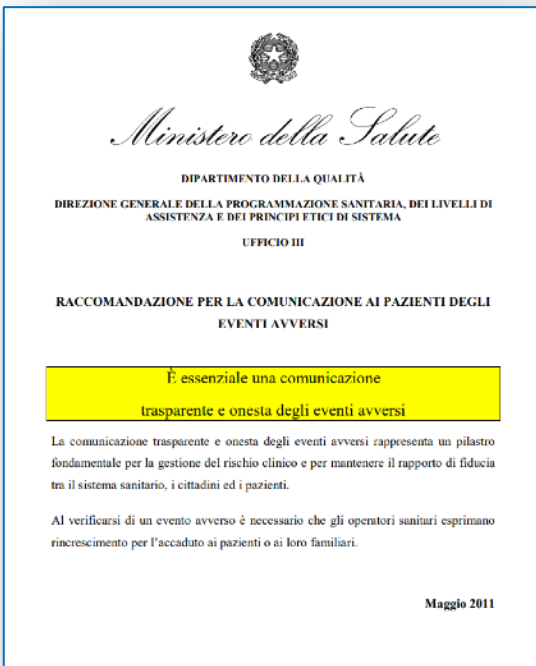 Ministero della Salute
DIPARTIMENTO DELLA QUALITÀ
DIREZIONE GENERALE DELLA PROGRAMMAZIONE SANITARIA, DEI LIVELLI DI
ASSISTENZA E DEI PRINCIPI ETICI DI SISTEMA
UFFICIO III
RACCOMANDAZIONE PER LA COMUNICAZIONE AI PAZIENTI DEGLI
EVENTI AVVERSI
È essenziale una comunicazione
trasparente e onesta degli eventi avversi
La comunicazione trasparente e onesta degli eventi avversi rappresenta un pilastro
fondamentale per la gestione del rischio clinico e per mantenere il rapporto di fiducia
tra il sistema sanitario, i cittadini ed i pazienti.
Al verificarsi di un evento avverso è necessario che gli operatori sanitari esprimano
rincrescimento per l'accaduto ai pazienti o ai loro familiari.
Maggio 2011